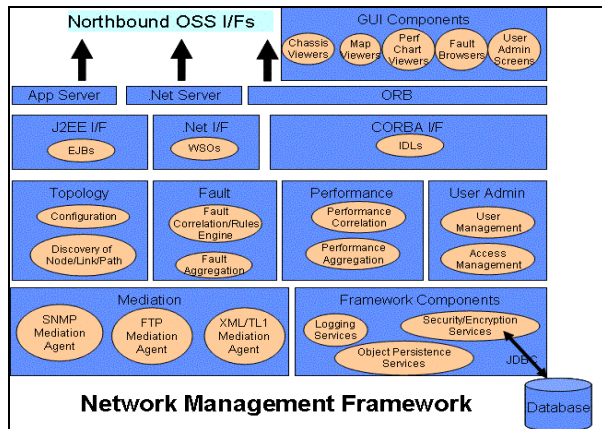 Northbound OSS I/Fs
GUI Components
Chassis
Viewers
Map
Viewers
Perf
Chart
Viewers
Fault
Browsers
User
Admin
Screens
App Server
.Net Server
ORB
J2EE I/F
.Net I/F
CORBA I/F
EJBs
WSOs
IDLs
Topology
Fault
Performance
User Admin
Configuration
Discovery of
Node/Link/Path
Fault
Correlation/Rules
Engine
Fault
Aggregation
Performance
Correlation
Performance
Aggregation
User
Management
Access
Management
Mediation
Framework Components
SNMP
Mediation
Agent
FTP
Mediation
Agent
XML/TL1
Mediation
Agent
Logging
Services
Security/Encryption
Services
Object Persistence
Services
JDBC
Network Management Framework
Database